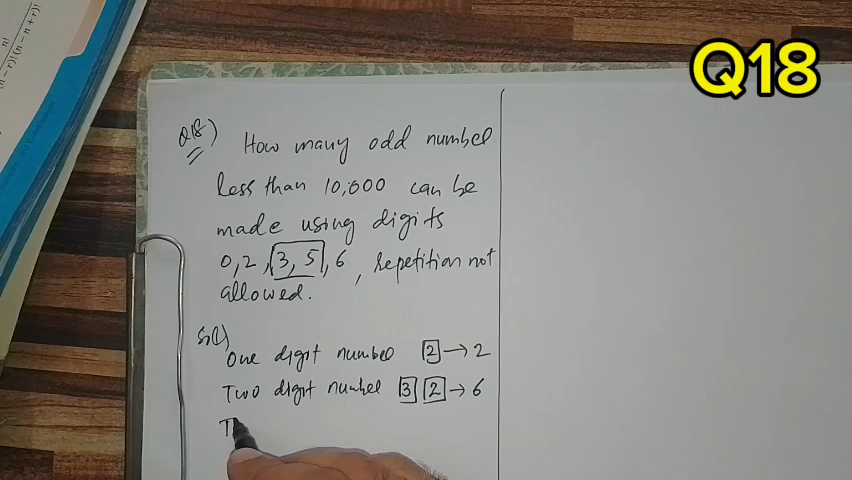 n!
(n-r)!(n-n+r)!
Q18
Q18)
How many odd number
less than 10,000 can be
made using digits
0,2,3,5,6, repetition not
allowed.
Sol)
One digit number 2 → 2
Two digit number 3 2 → 6
T